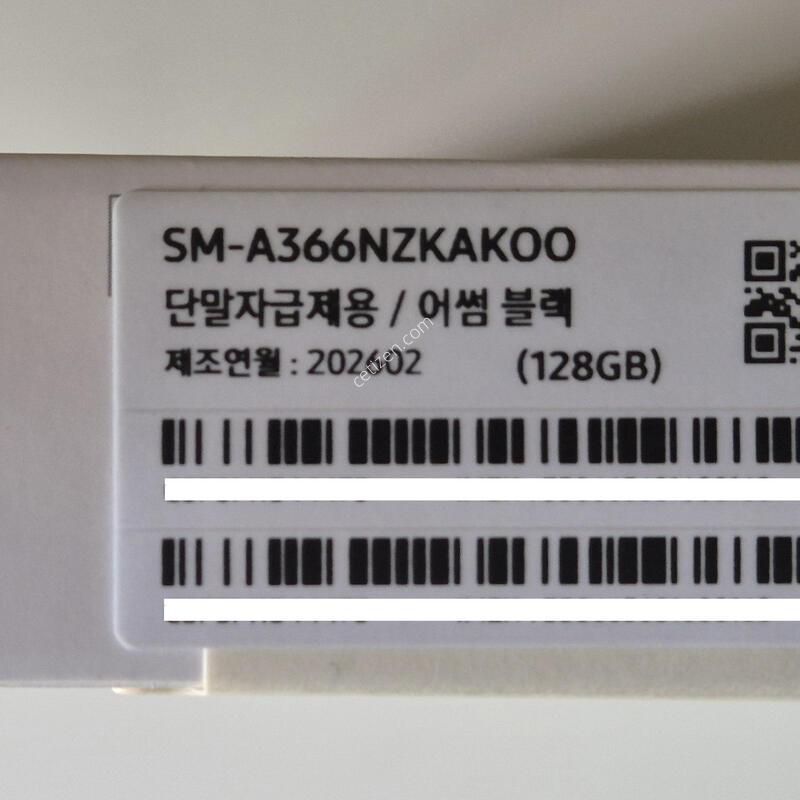 SM-A366NZKAKOO
단말자급제용 / 어썸 블랙
제조연월 : 202602
(128GB)
cetizen.com